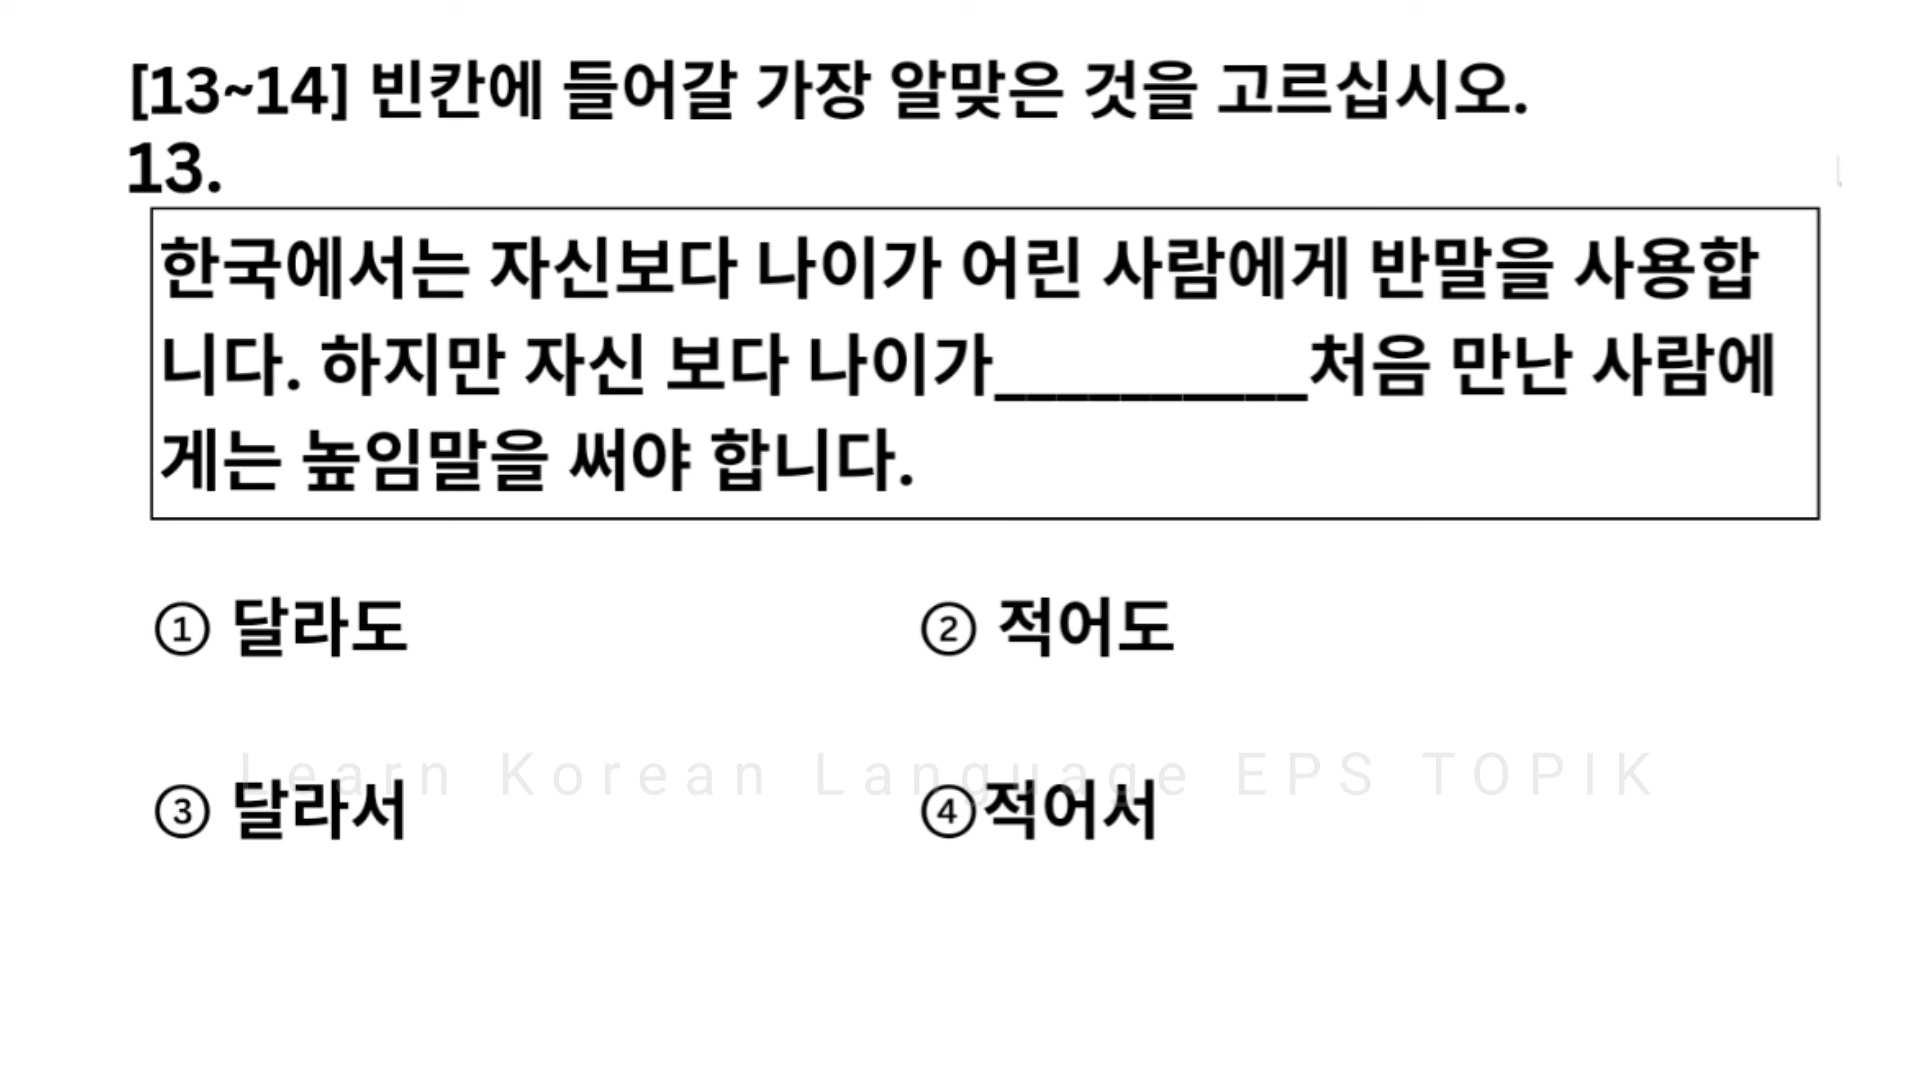 [13~14] 빈칸에 들어갈 가장 알맞은 것을 고르십시오.
13.
한국에서는 자신보다 나이가 어린 사람에게 반말을 사용합
니다. 하지만 자신 보다 나이가__________처음 만난 사람에
게는 높임말을 써야 합니다.
① 달라도
② 적어도
Learn Korean Language EPS TOPIK
③ 달라서
④적어서